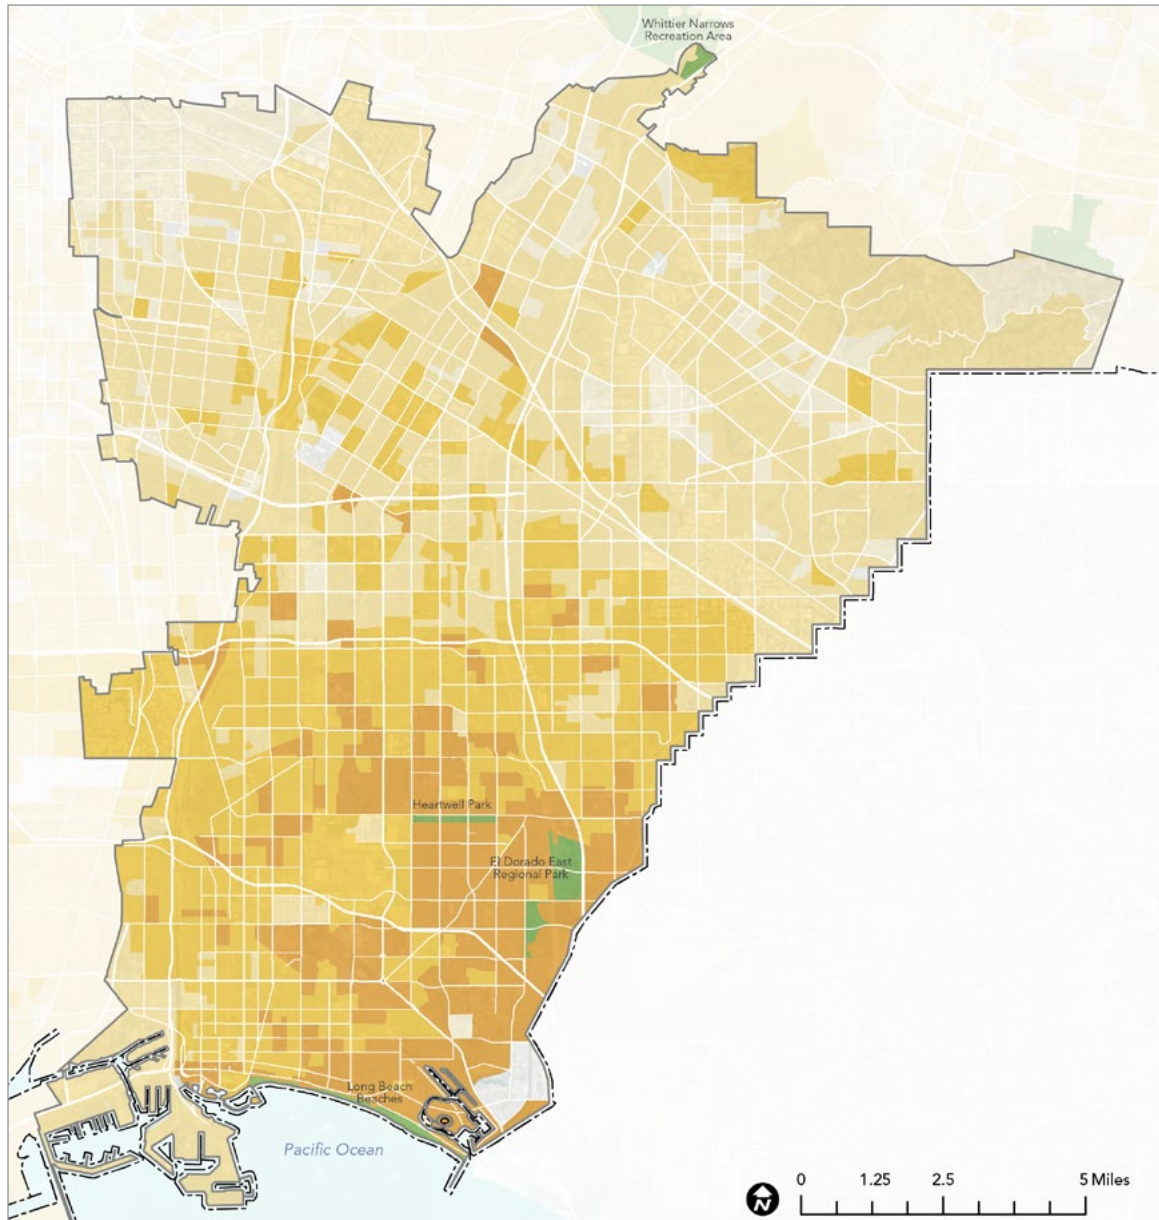 Whittier Narrows
Recreation Area
Heartwell Park
El Dorado East
Regional Park
Long Beach
Beaches
Pacific Ocean
N
0 1.25 2.5 5 Miles